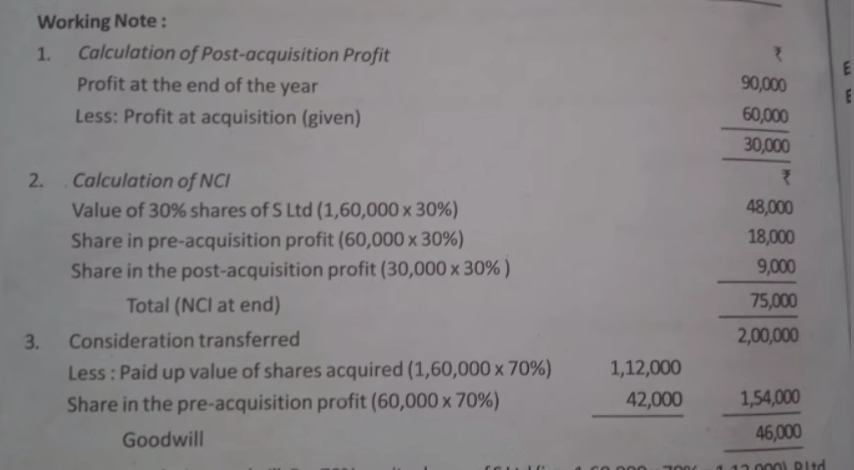 Working Note :
1. Calculation of Post-acquisition Profit ₹
Profit at the end of the year 90,000
Less: Profit at acquisition (given) 60,000
30,000
2. Calculation of NCI ₹
Value of 30% shares of S Ltd (1,60,000 x 30%) 48,000
Share in pre-acquisition profit (60,000 x 30%) 18,000
Share in the post-acquisition profit (30,000 x 30% ) 9,000
Total (NCI at end) 75,000
3. Consideration transferred 2,00,000
Less : Paid up value of shares acquired (1,60,000 x 70%) 1,12,000
Share in the pre-acquisition profit (60,000 x 70%) 42,000 1,54,000
Goodwill 46,000